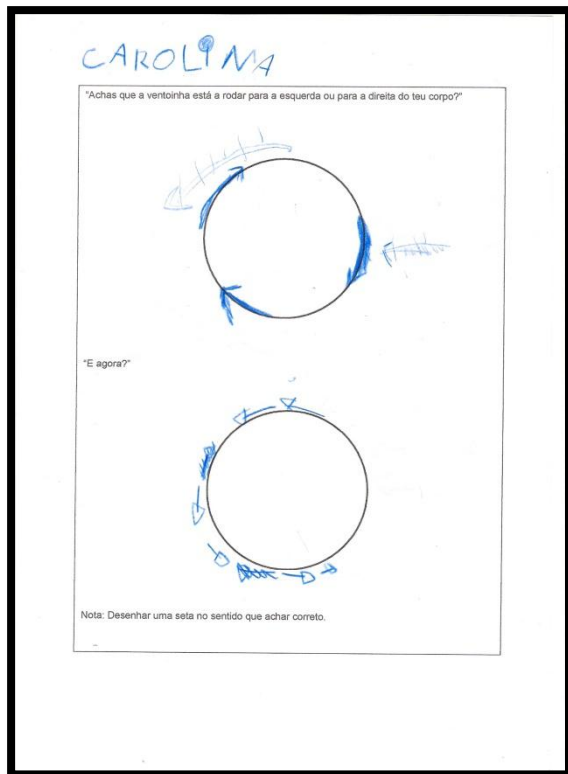 CAROLINA
"Achas que a ventoinha está a rodar para a esquerda ou para a direita do teu corpo?"
"E agora?"
Nota: Desenhar uma seta no sentido que achar correto.